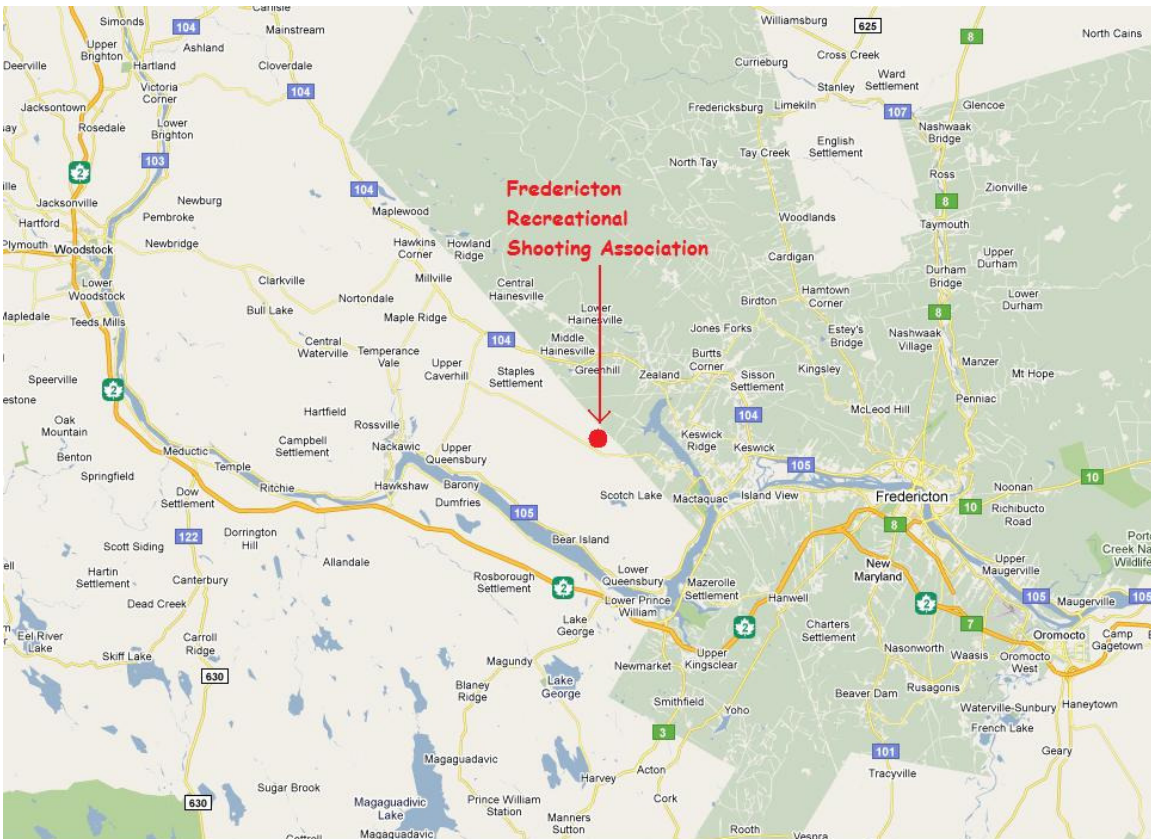 Simonds
104
Carlisle
Mainstream
Williamsburg
625
8
North Cains
Upper
Brighton
Ashland
Cross Creek
Deerville
Hartland
Cloverdale
Currieburg
Ward
Settlement
Victoria
Corner
104
Stanley
Jacksontown
Fredericksburg
Limekiln
107
Glencoe
Rosedale
Lower
Brighton
English
Settlement
Nashwaak
Bridge
103
Tay Creek
2
North Tay
Ross
Jacksonville
104
Newburg
Fredericton
Recreational
Shooting Association
Zionville
8
Hartford
Pembroke
Maplewood
Woodlands
Taymouth
Plymouth
Woodstock
Newbridge
Hawkins
Corner
Howland
Ridge
Cardigan
Upper
Durham
Durham
Bridge
Lower
Woodstock
Clarkville
Millville
Central
Hainesville
Hamtown
Corner
Lower
Durham
Nortondale
Birdton
Mapledale
Teeds Mills
Bull Lake
Maple Ridge
Lower
Hainesville
8
Jones Forks
Estey's
Bridge
Nashwaak
Village
Central
Waterville
Temperance
Vale
104
Middle
Hainesville
Burtts
Corner
Upper
Caverhill
Staples
Settlement
Greenhill
Zealand
Sisson
Settlement
Kingsley
Manzer
Speerville
2
Mt Hope
Penniac
Oak
Mountain
Hartfield
Rossville
104
McLeod Hill
Campbell
Settlement
Keswick
Ridge
Benton
Meductic
Nackawic
Upper
Queensbury
Keswick
Springfield
Temple
105
10
Ritchie
Hawkshaw
Barony
Dumfries
Scotch Lake
Mactaquac
Island View
Fredericton
Noonan
Dow
Settlement
10
Richibucto
Road
105
8
122
Dorrington
Hill
Bear Island
Scott Siding
Allandale
Upper
Maugerville
Hartin
Settlement
Canterbury
Rosborough
Settlement
Lower
Queensbury
Mazerolle
Settlement
New
Maryland
2
Lower Prince
William
Hanwell
2
105
Maugerville
105
Dead Creek
Lake
George
2
Charters
Settlement
7
Eel River
Lake
Carroll
Ridge
Oromocto
Camp
Gagetown
Skiff Lake
Magundy
Newmarket
Upper
Kingsclear
Nasonworth
Waasis
Oromocto
West
630
Blaney
Ridge
Lake
George
Smithfield
Beaver Dam
Rusagonis
Yoho
Waterville-Sunbury
Haneytown
3
French Lake
101
Geary
Magaguadavic
Acton
Tracyville
Sugar Brook
Harvey
630
Magaguadivic
Lake
Prince William
Station
Cork
Manners
Sutton
Magaguadavic
Rooth
Vespra